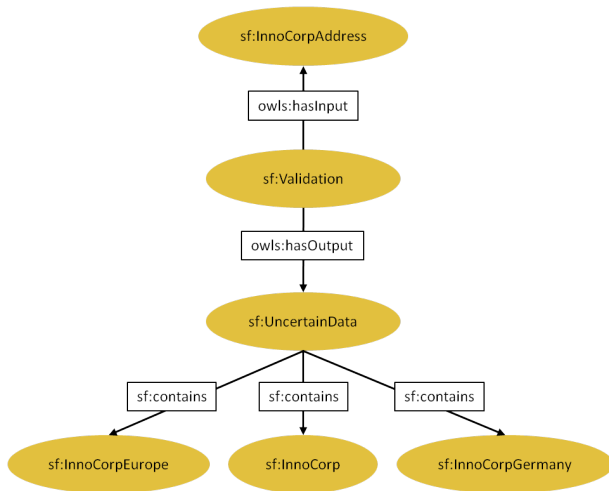 sf:InnoCorpAddress
owls:hasInput
sf:Validation
owls:hasOutput
sf:UncertainData
sf:contains
sf:contains
sf:contains
sf:InnoCorpEurope
sf:InnoCorp
sf:InnoCorpGermany